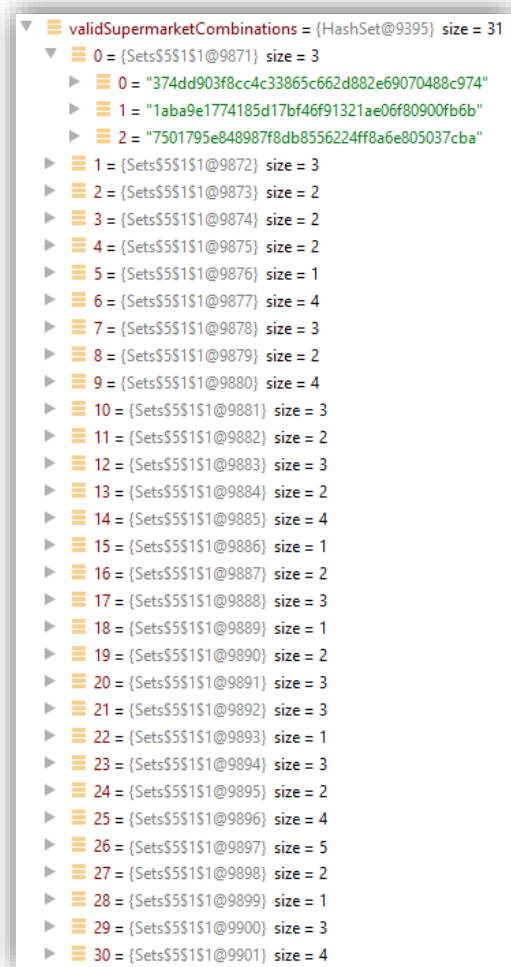 validSupermarketCombinations = {HashSet@9395} size = 31
0 = {Sets$5$1$1@9871} size = 3
0 = "374dd903f8cc4c33865c662d882e69070488c974"
1 = "1aba9e1774185d17bf46f91321ae06f80900fb6b"
2 = "7501795e848987f8db8556224ff8a6e805037cba"
1 = {Sets$5$1$1@9872} size = 3
2 = {Sets$5$1$1@9873} size = 2
3 = {Sets$5$1$1@9874} size = 2
4 = {Sets$5$1$1@9875} size = 2
5 = {Sets$5$1$1@9876} size = 1
6 = {Sets$5$1$1@9877} size = 4
7 = {Sets$5$1$1@9878} size = 3
8 = {Sets$5$1$1@9879} size = 2
9 = {Sets$5$1$1@9880} size = 4
10 = {Sets$5$1$1@9881} size = 3
11 = {Sets$5$1$1@9882} size = 2
12 = {Sets$5$1$1@9883} size = 3
13 = {Sets$5$1$1@9884} size = 2
14 = {Sets$5$1$1@9885} size = 4
15 = {Sets$5$1$1@9886} size = 1
16 = {Sets$5$1$1@9887} size = 2
17 = {Sets$5$1$1@9888} size = 3
18 = {Sets$5$1$1@9889} size = 1
19 = {Sets$5$1$1@9890} size = 2
20 = {Sets$5$1$1@9891} size = 3
21 = {Sets$5$1$1@9892} size = 3
22 = {Sets$5$1$1@9893} size = 1
23 = {Sets$5$1$1@9894} size = 3
24 = {Sets$5$1$1@9895} size = 2
25 = {Sets$5$1$1@9896} size = 4
26 = {Sets$5$1$1@9897} size = 5
27 = {Sets$5$1$1@9898} size = 2
28 = {Sets$5$1$1@9899} size = 1
29 = {Sets$5$1$1@9900} size = 3
30 = {Sets$5$1$1@9901} size = 4